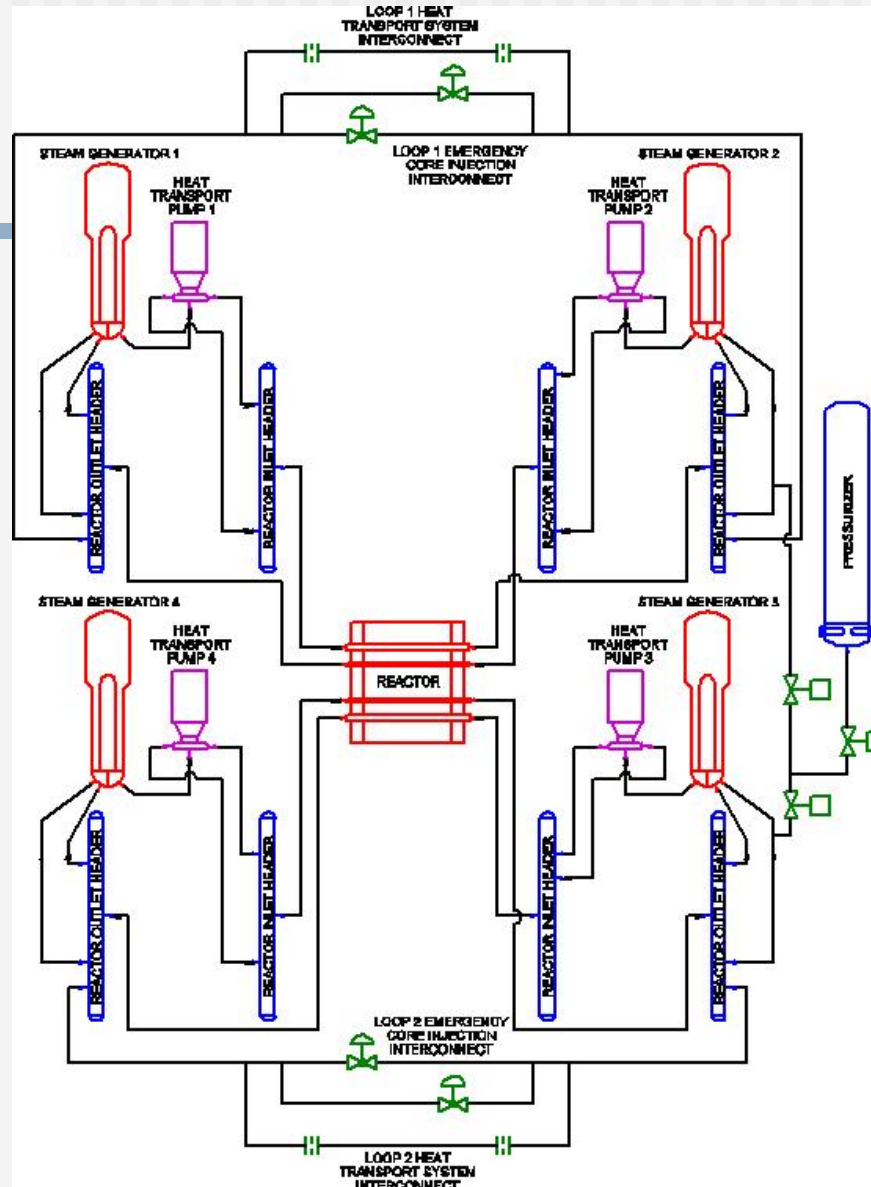 LOOP 1 HEAT
TRANSPORT SYSTEM
INTERCONNECT
LOOP 1 EMERGENCY
CORE INJECTION
INTERCONNECT
STEAM GENERATOR 1
STEAM GENERATOR 2
HEAT
TRANSPORT
PUMP 1
HEAT
TRANSPORT
PUMP 2
REACTOR OUTLET HEADER
REACTOR INLET HEADER
REACTOR INLET HEADER
REACTOR OUTLET HEADER
PRESSURIZER
STEAM GENERATOR 4
STEAM GENERATOR 3
HEAT
TRANSPORT
PUMP 4
HEAT
TRANSPORT
PUMP 3
REACTOR
REACTOR OUTLET HEADER
REACTOR INLET HEADER
REACTOR INLET HEADER
REACTOR OUTLET HEADER
LOOP 2 EMERGENCY
CORE INJECTION
INTERCONNECT
LOOP 2 HEAT
TRANSPORT SYSTEM
INTERCONNECT